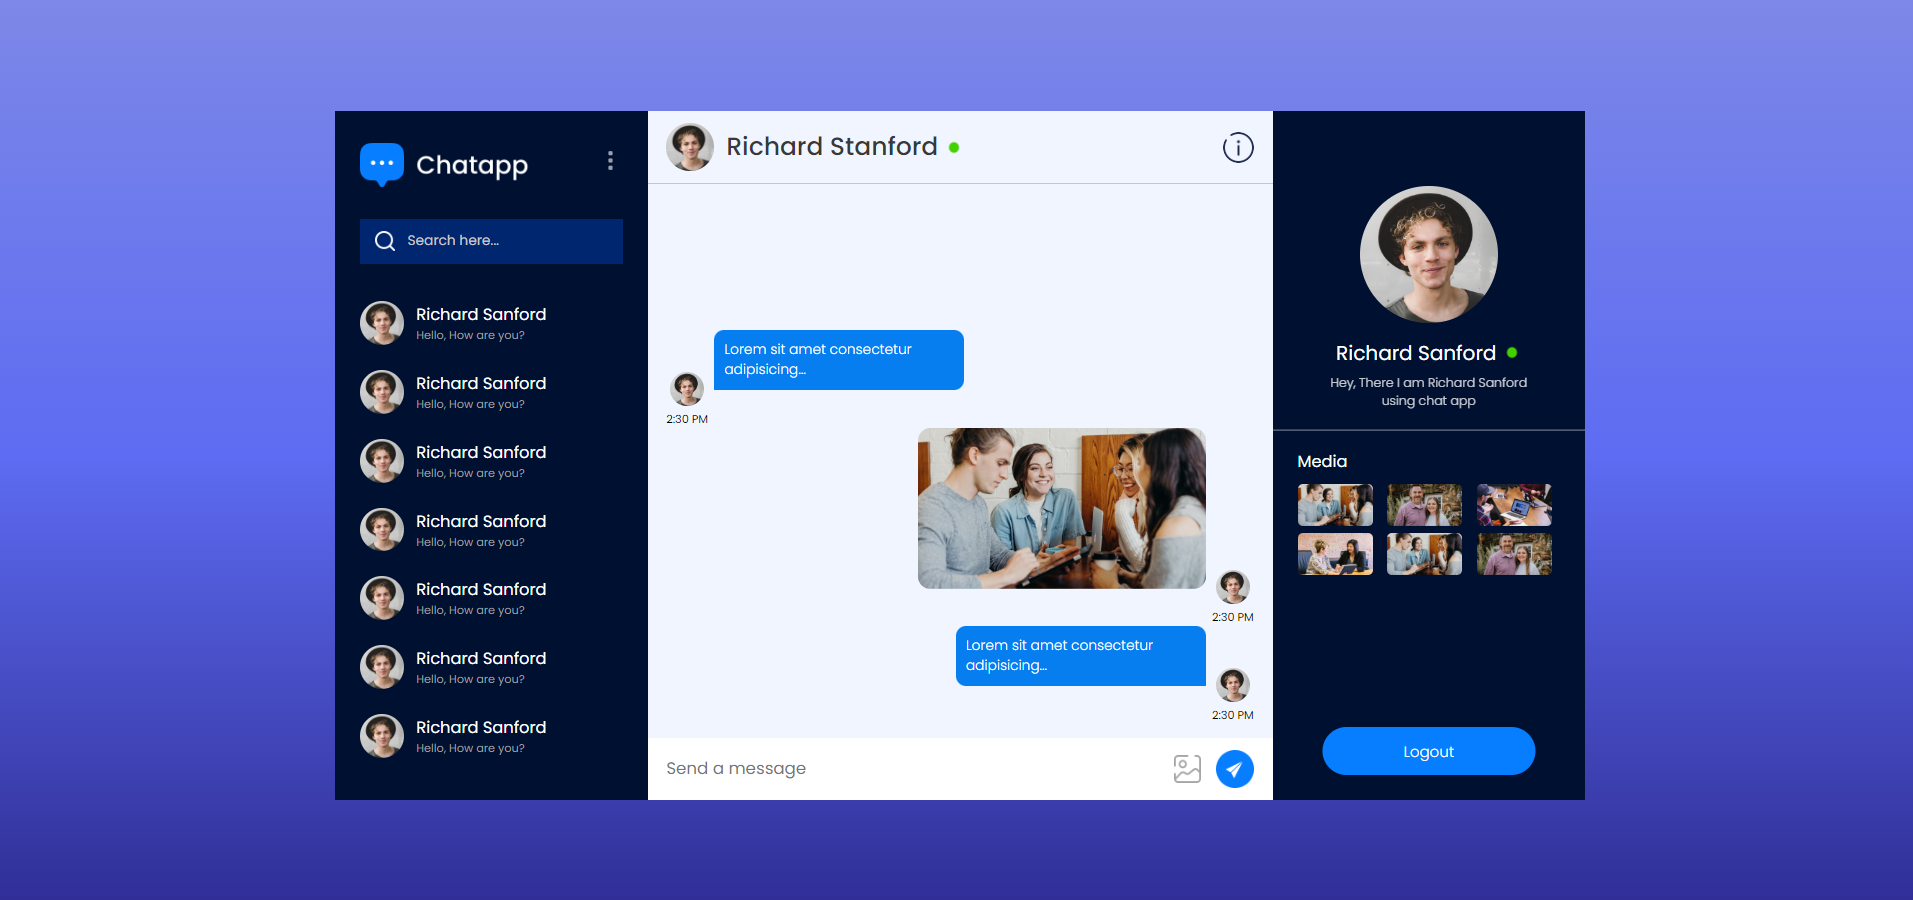 Chatapp
Search here...
Richard Sanford
Hello, How are you?
Richard Sanford
Hello, How are you?
Richard Sanford
Hello, How are you?
Richard Sanford
Hello, How are you?
Richard Sanford
Hello, How are you?
Richard Sanford
Hello, How are you?
Richard Sanford
Hello, How are you?
Richard Stanford
Lorem sit amet consectetur
adipisicing...
2:30 PM
2:30 PM
Lorem sit amet consectetur
adipisicing...
2:30 PM
Send a message
Richard Sanford
Hey, There I am Richard Sanford
using chat app
Media
Logout